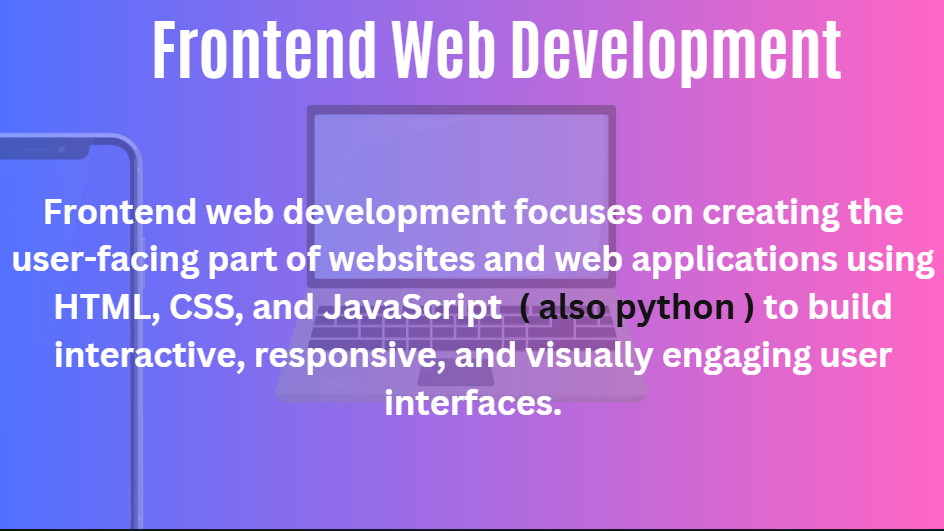 Frontend Web Development
Frontend web development focuses on creating the
user-facing part of websites and web applications using
HTML, CSS, and JavaScript ( also python ) to build
interactive, responsive, and visually engaging user
interfaces.